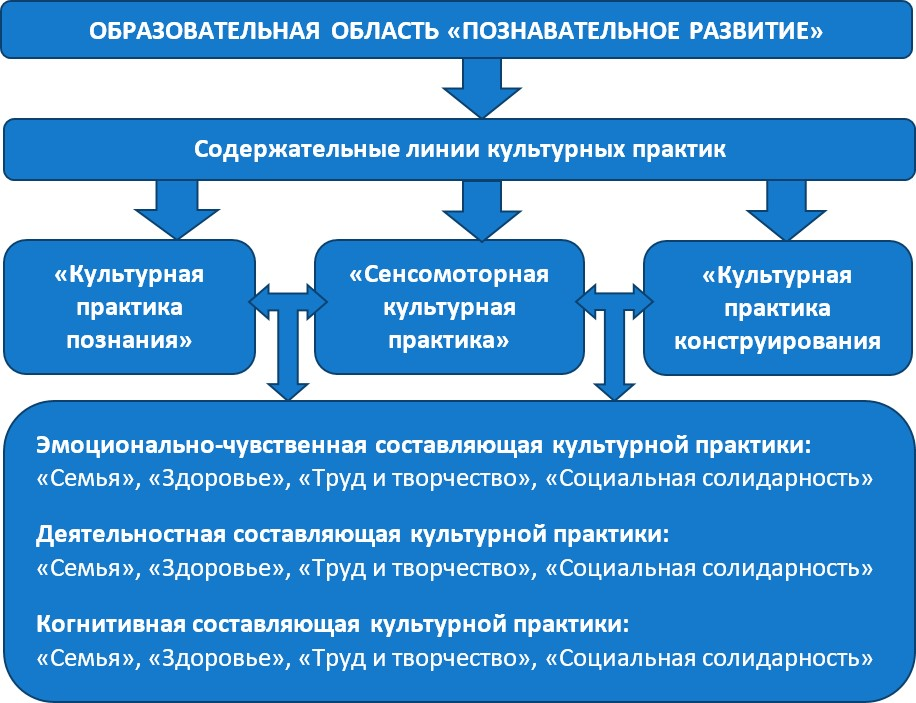 ОБРАЗОВАТЕЛЬНАЯ ОБЛАСТЬ «ПОЗНАВАТЕЛЬНОЕ РАЗВИТИЕ»
Содержательные линии культурных практик
«Культурная
практика
познания»
«Сенсомоторная
культурная
практика»
«Культурная
практика
конструирования
Эмоционально-чувственная составляющая культурной практики:
«Семья», «Здоровье», «Труд и творчество», «Социальная солидарность»
Деятельностная составляющая культурной практики:
«Семья», «Здоровье», «Труд и творчество», «Социальная солидарность»
Когнитивная составляющая культурной практики:
«Семья», «Здоровье», «Труд и творчество», «Социальная солидарность»